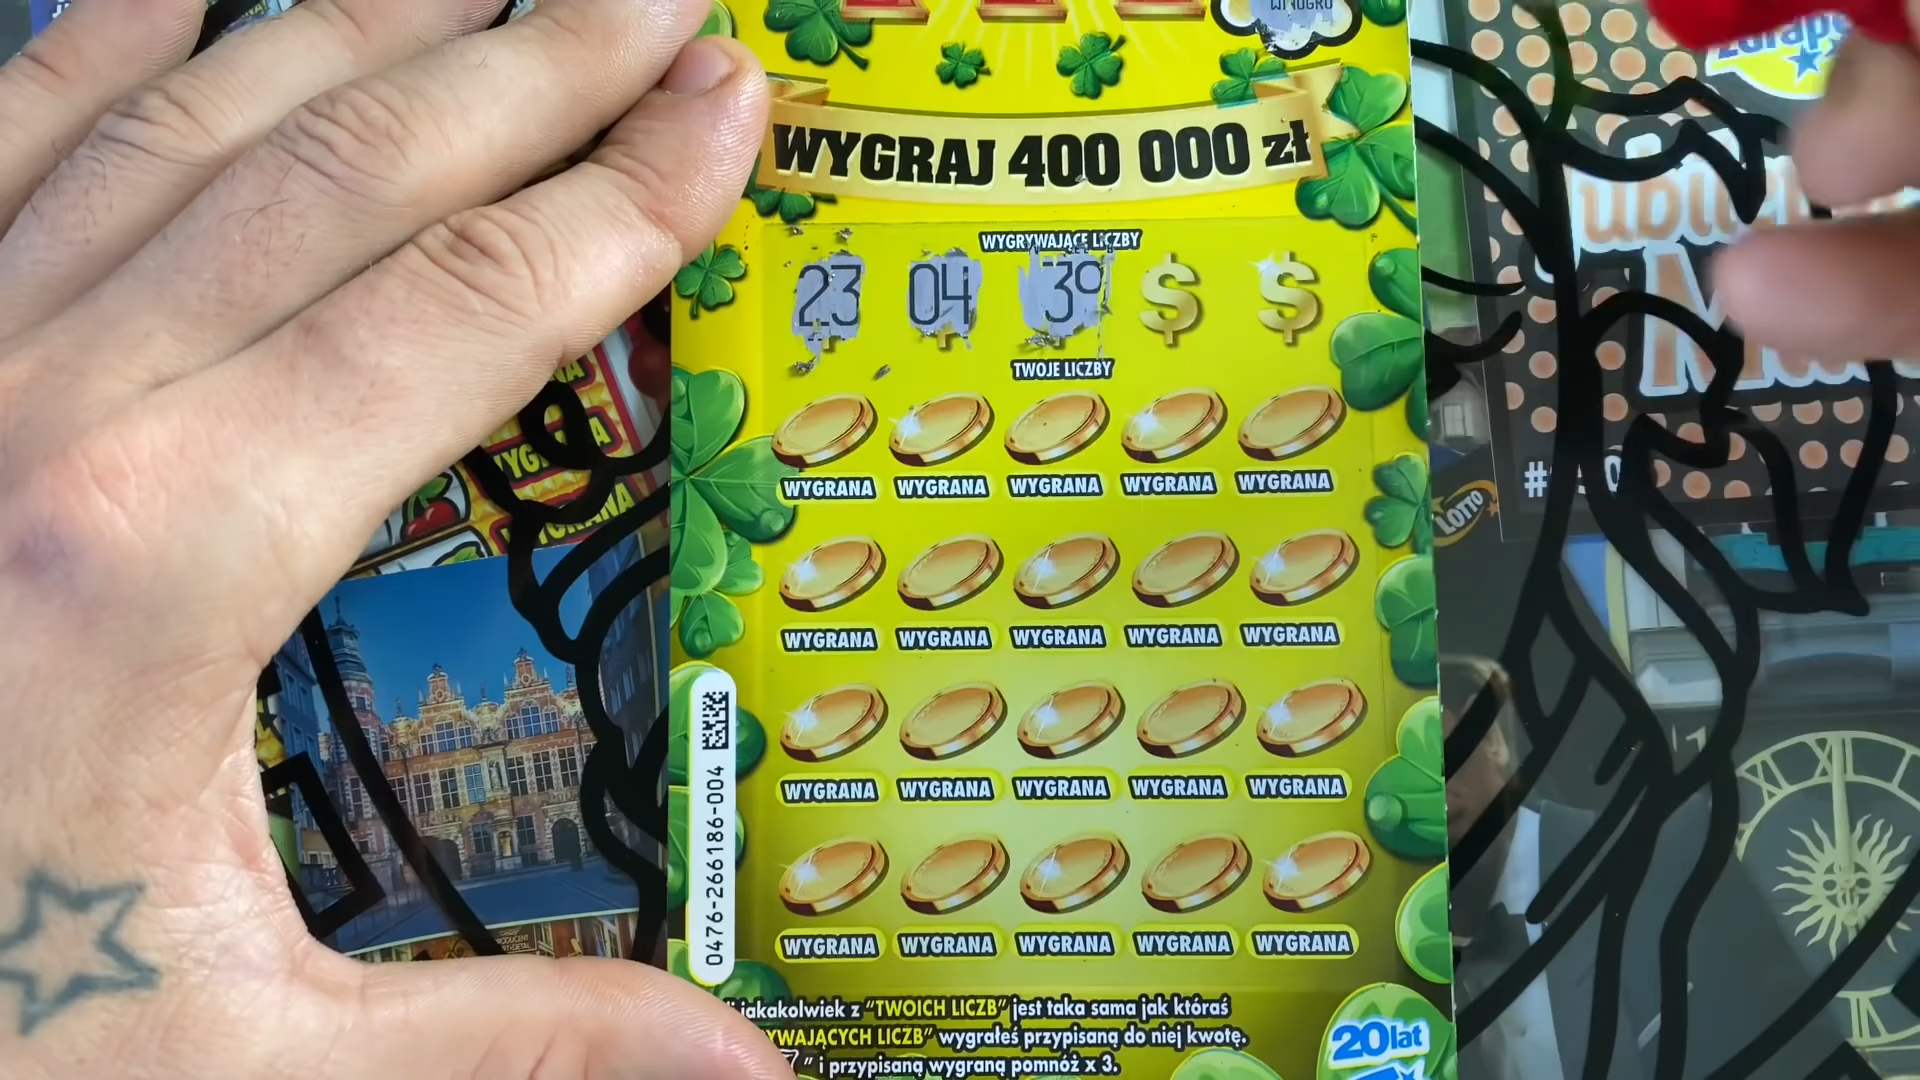 WYGRAJ 400 000 zł
WYGRYWAJĄCE LICZBY
23 04 39 $ $
TWOJE LICZBY
WYGRANA WYGRANA WYGRANA WYGRANA WYGRANA
WYGRANA WYGRANA WYGRANA WYGRANA WYGRANA
WYGRANA WYGRANA WYGRANA WYGRANA WYGRANA
WYGRANA WYGRANA WYGRANA WYGRANA WYGRANA
0476-266186-004
jakakolwiek z "TWOICH LICZB" jest taka sama jak któraś
YWAJĄCYCH LICZB" wygrałeś przypisaną do niej kwotę.
7" i przypisaną wygraną pomnóż x 3.
20 lat
LOTTO